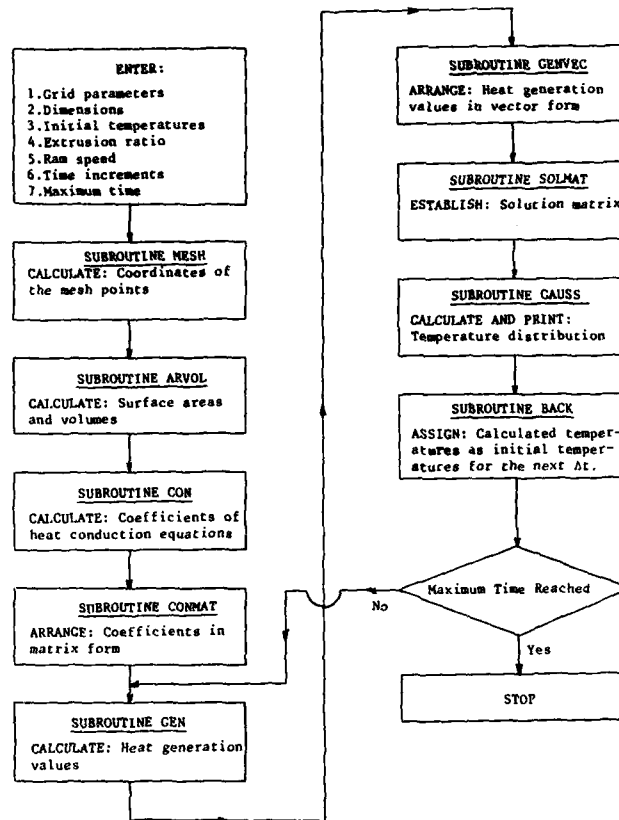 ENTER:
1.Grid parameters
2.Dimensions
3.Initial temperatures
4.Extrusion ratio
5.Ram speed
6.Time increments
7.Maximum time
SUBROUTINE MESH
CALCULATE: Coordinates of
the mesh points
SUBROUTINE ARVOL
CALCULATE: Surface areas
and volumes
SUBROUTINE CON
CALCULATE: Coefficients of
heat conduction equations
SUBROUTINE CONMAT
ARRANGE: Coefficients in
matrix form
SUBROUTINE GEN
CALCULATE: Heat generation
values
SUBROUTINE GENVEC
ARRANGE: Heat generation
values in vector form
SUBROUTINE SOLMAT
ESTABLISH: Solution matrix
SUBROUTINE GAUSS
CALCULATE AND PRINT:
Temperature distribution
SUBROUTINE BACK
ASSIGN: Calculated temper-
atures as initial temper-
atures for the next Δt.
Maximum Time Reached
No
Yes
STOP